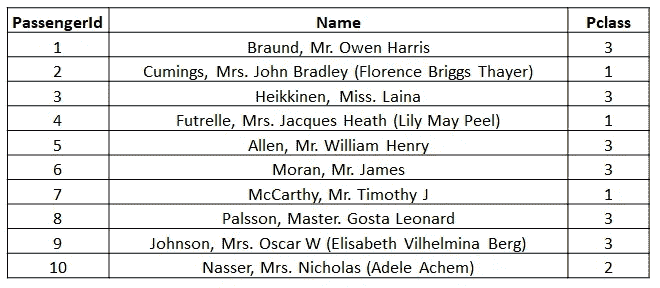 PassengerId Name Pclass
1 Braund, Mr. Owen Harris 3
2 Cumings, Mrs. John Bradley (Florence Briggs Thayer) 1
3 Heikkinen, Miss. Laina 3
4 Futrelle, Mrs. Jacques Heath (Lily May Peel) 1
5 Allen, Mr. William Henry 3
6 Moran, Mr. James 3
7 McCarthy, Mr. Timothy J 1
8 Palsson, Master. Gosta Leonard 3
9 Johnson, Mrs. Oscar W (Elisabeth Vilhelmina Berg) 3
10 Nasser, Mrs. Nicholas (Adele Achem) 2